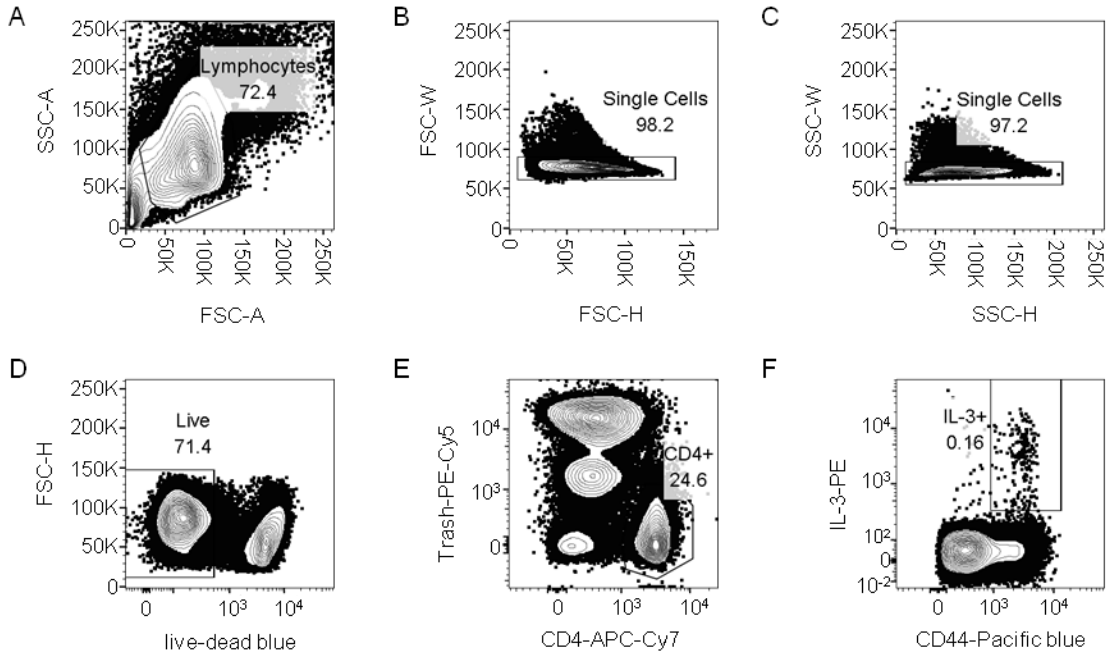 A
250K
200K
150K
100K
50K
0
SSC-A
Lymphocytes
72.4
0
50K
100K
150K
200K
250K
FSC-A
B
250K
200K
150K
100K
50K
0
FSC-W
Single Cells
98.2
0
50K
100K
150K
FSC-H
C
250K
200K
150K
100K
50K
0
SSC-W
Single Cells
97.2
50K
100K
150K
200K
250K
SSC-H
D
250K
200K
150K
100K
50K
0
FSC-H
Live
71.4
0
10³
10⁴
live-dead blue
E
10⁴
10³
0
Trash-PE-Cy5
CD4+
24.6
0
10³
10⁴
CD4-APC-Cy7
F
10⁴
10³
10²
0
-10²
IL-3-PE
IL-3+
0.16
0
10³
10⁴
CD44-Pacific blue